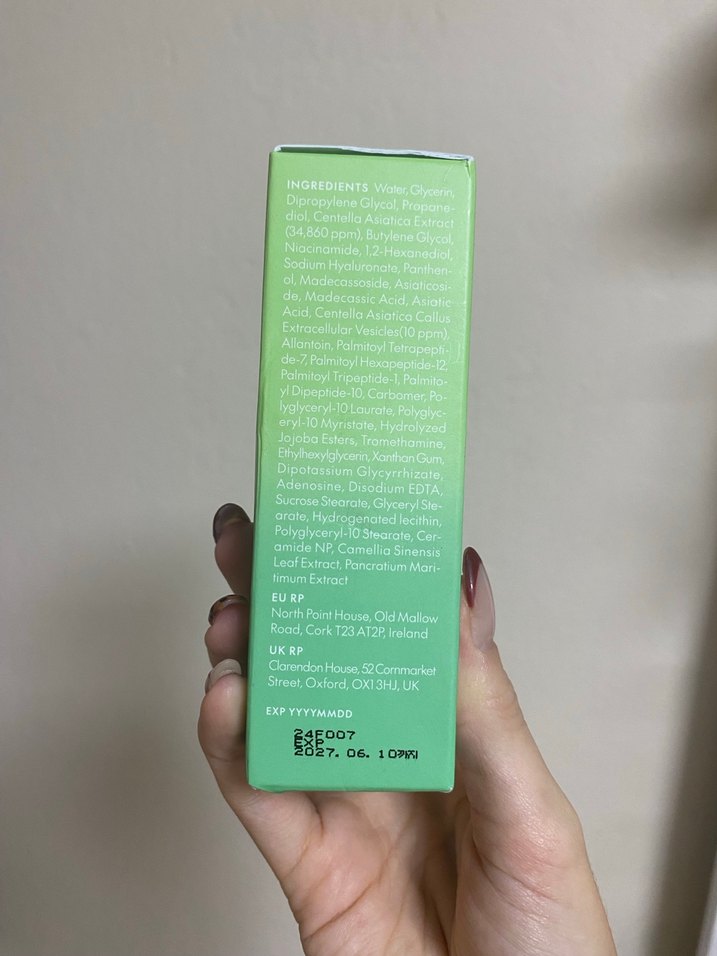 INGREDIENTS Water, Glycerin,
Dipropylene Glycol, Propane-
diol, Centella Asiatica Extract
(34,860 ppm), Butylene Glycol,
Niacinamide, 1,2-Hexanediol,
Sodium Hyaluronate, Panthen-
ol, Madecassoside, Asiaticosi-
de, Madecassic Acid, Asiatic
Acid, Centella Asiatica Callus
Extracellular Vesicles(10 ppm),
Allantoin, Palmitoyl Tetrapepti-
de-7, Palmitoyl Hexapeptide-12,
Palmitoyl Tripeptide-1, Palmito-
yl Dipeptide-10, Carbomer, Po-
lyglyceryl-10 Laurate, Polyglyc-
eryl-10 Myristate, Hydrolyzed
Jojoba Esters, Tromethamine,
Ethylhexylglycerin, Xanthan Gum,
Dipotassium Glycyrrhizate,
Adenosine, Disodium EDTA,
Sucrose Stearate, Glyceryl Ste-
arate, Hydrogenated lecithin,
Polyglyceryl-10 Stearate, Cer-
amide NP, Camellia Sinensis
Leaf Extract, Pancratium Mari-
timum Extract
EU RP
North Point House, Old Mallow
Road, Cork T23 AT2P, Ireland
UK RP
Clarendon House, 52 Cornmarket
Street, Oxford, OX13HJ, UK
EXP YYYYMMDD
24F007
EXP
2027. 06. 10까지